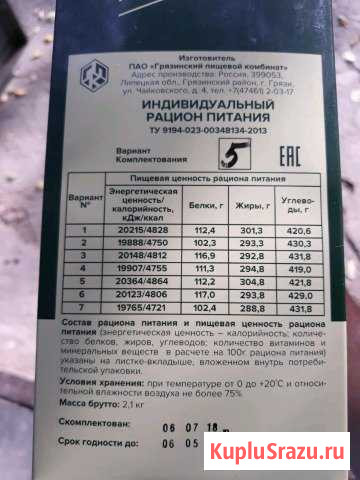 Изготовитель
ПАО «Грязинский пищевой комбинат»
Адрес производства: Россия, 399053,
Липецкая обл., Грязинский район, г. Грязи,
ул. Чайковского, д. 4, тел. +7(47461) 2-03-17
ИНДИВИДУАЛЬНЫЙ
РАЦИОН ПИТАНИЯ
ТУ 9194-023-00348134-2013
Вариант
Комплектования 5 ЕАС
Пищевая ценность рациона питания
Вариант № Энергетическая ценность/ калорийность, кДж/ккал Белки, г Жиры, г Углеводы, г
1 20215/4828 112,4 301,3 420,6
2 19888/4750 102,3 293,3 430,3
3 20148/4812 116,9 292,8 431,8
4 19907/4755 111,3 294,8 419,0
5 20364/4864 112,2 304,8 421,8
6 20123/4806 117,0 293,8 429,0
7 19765/4721 102,4 288,8 431,8
Состав рациона питания и пищевая ценность рациона
питания (энергетическая ценность – калорийность; количе-
ство белков, жиров, углеводов; количество витаминов и
минеральных веществ в расчете на 100г рациона питания)
указаны на листке-вкладыше, вложенном внутрь потреби-
тельской упаковки.
Условия хранения: при температуре от 0 до +20°С и относи-
тельной влажности воздуха не более 75%
Масса брутто: 2,1 кг
Скомплектован: 06 07 18 г.
Срок годности до: 06 05
KupluSrazu.ru